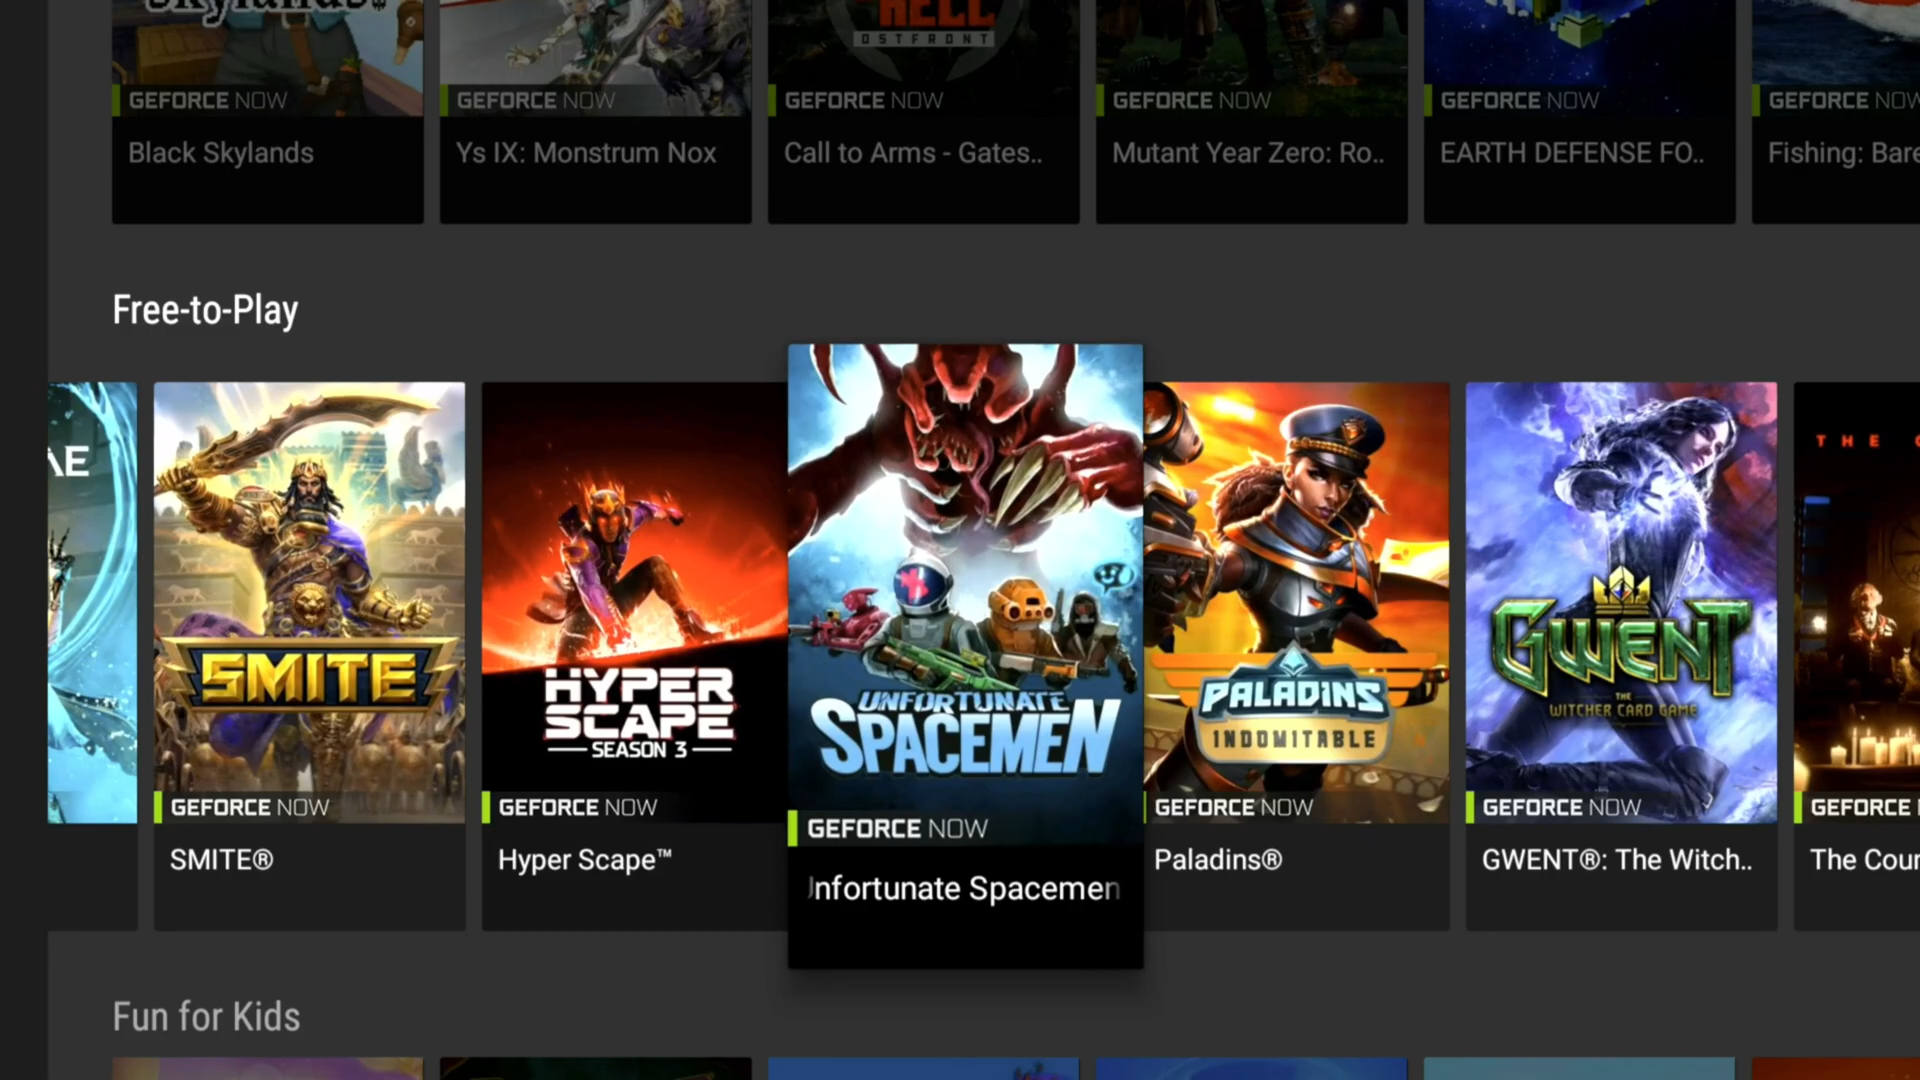 HELL
OSTFRONT
GEFORCE NOW
GEFORCE NOW
GEFORCE NOW
GEFORCE NOW
GEFORCE NOW
GEFORCE NOW
Black Skylands
Ys IX: Monstrum Nox
Call to Arms - Gates..
Mutant Year Zero: Ro..
EARTH DEFENSE FO..
Fishing: Bare
Free-to-Play
AE
SMITE
HYPER
SCAPE
SEASON 3
UNFORTUNATE
SPACEMEN
PALADINS
INDOMITABLE
GWENT
THE
WITCHER CARD GAME
THE
GEFORCE NOW
GEFORCE NOW
GEFORCE NOW
GEFORCE NOW
GEFORCE NOW
GEFORCE
SMITE®
Hyper Scape™
Unfortunate Spacemen
Paladins®
GWENT®: The Witch..
The Cour
Fun for Kids